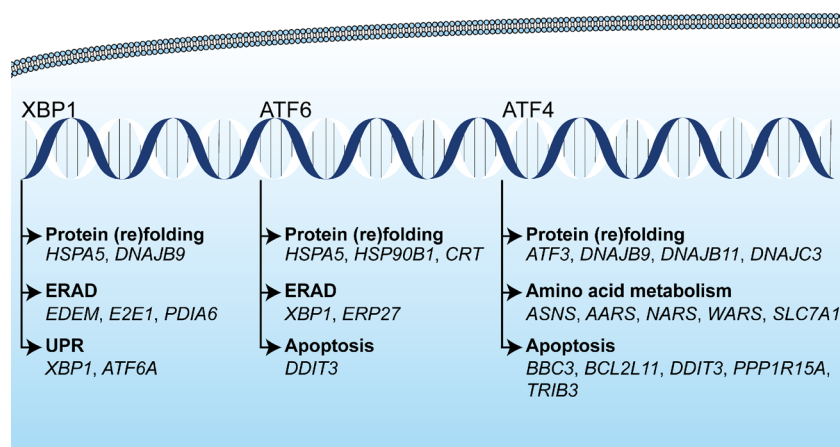 XBP1 ATF6 ATF4
Protein (re)folding
HSPA5, DNAJB9
ERAD
EDEM, E2E1, PDIA6
UPR
XBP1, ATF6A
Protein (re)folding
HSPA5, HSP90B1, CRT
ERAD
XBP1, ERP27
Apoptosis
DDIT3
Protein (re)folding
ATF3, DNAJB9, DNAJB11, DNAJC3
Amino acid metabolism
ASNS, AARS, NARS, WARS, SLC7A1
Apoptosis
BBC3, BCL2L11, DDIT3, PPP1R15A,
TRIB3